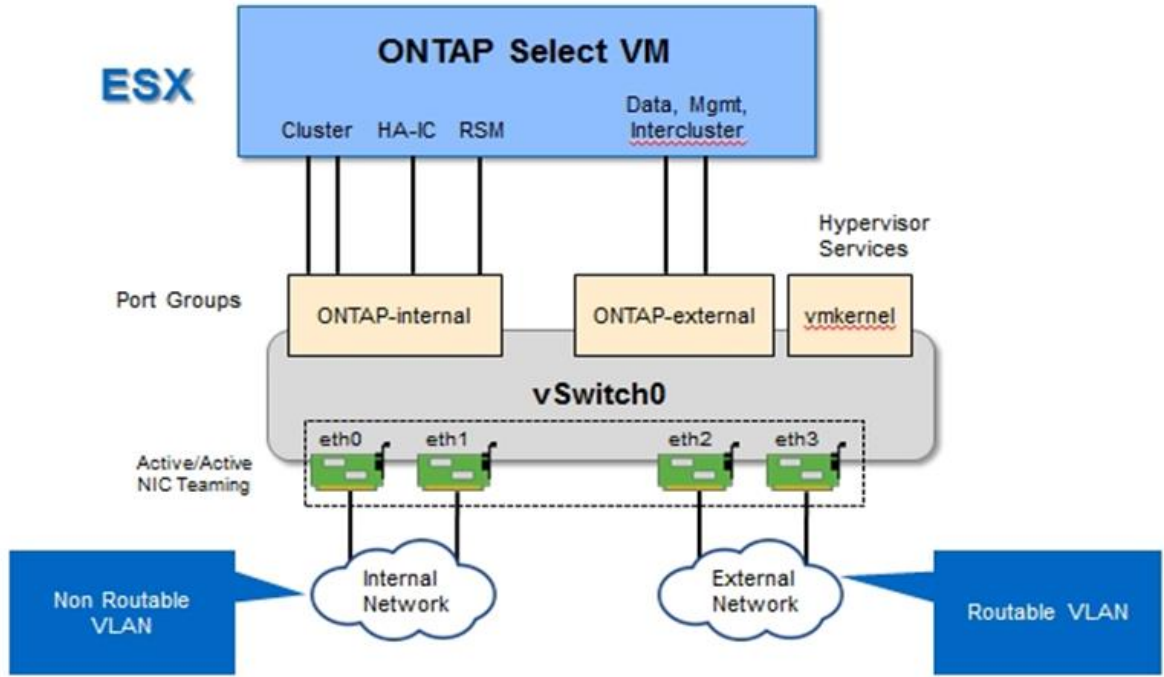 ONTAP Select VM
ESX
Cluster
HA-IC
RSM
Data, Mgmt,
Intercluster
Hypervisor
Services
Port Groups
ONTAP-internal
ONTAP-external
vmkernel
vSwitch0
eth0
eth1
eth2
eth3
Active/Active
NIC Teaming
Internal
Network
External
Network
Non Routable
VLAN
Routable VLAN